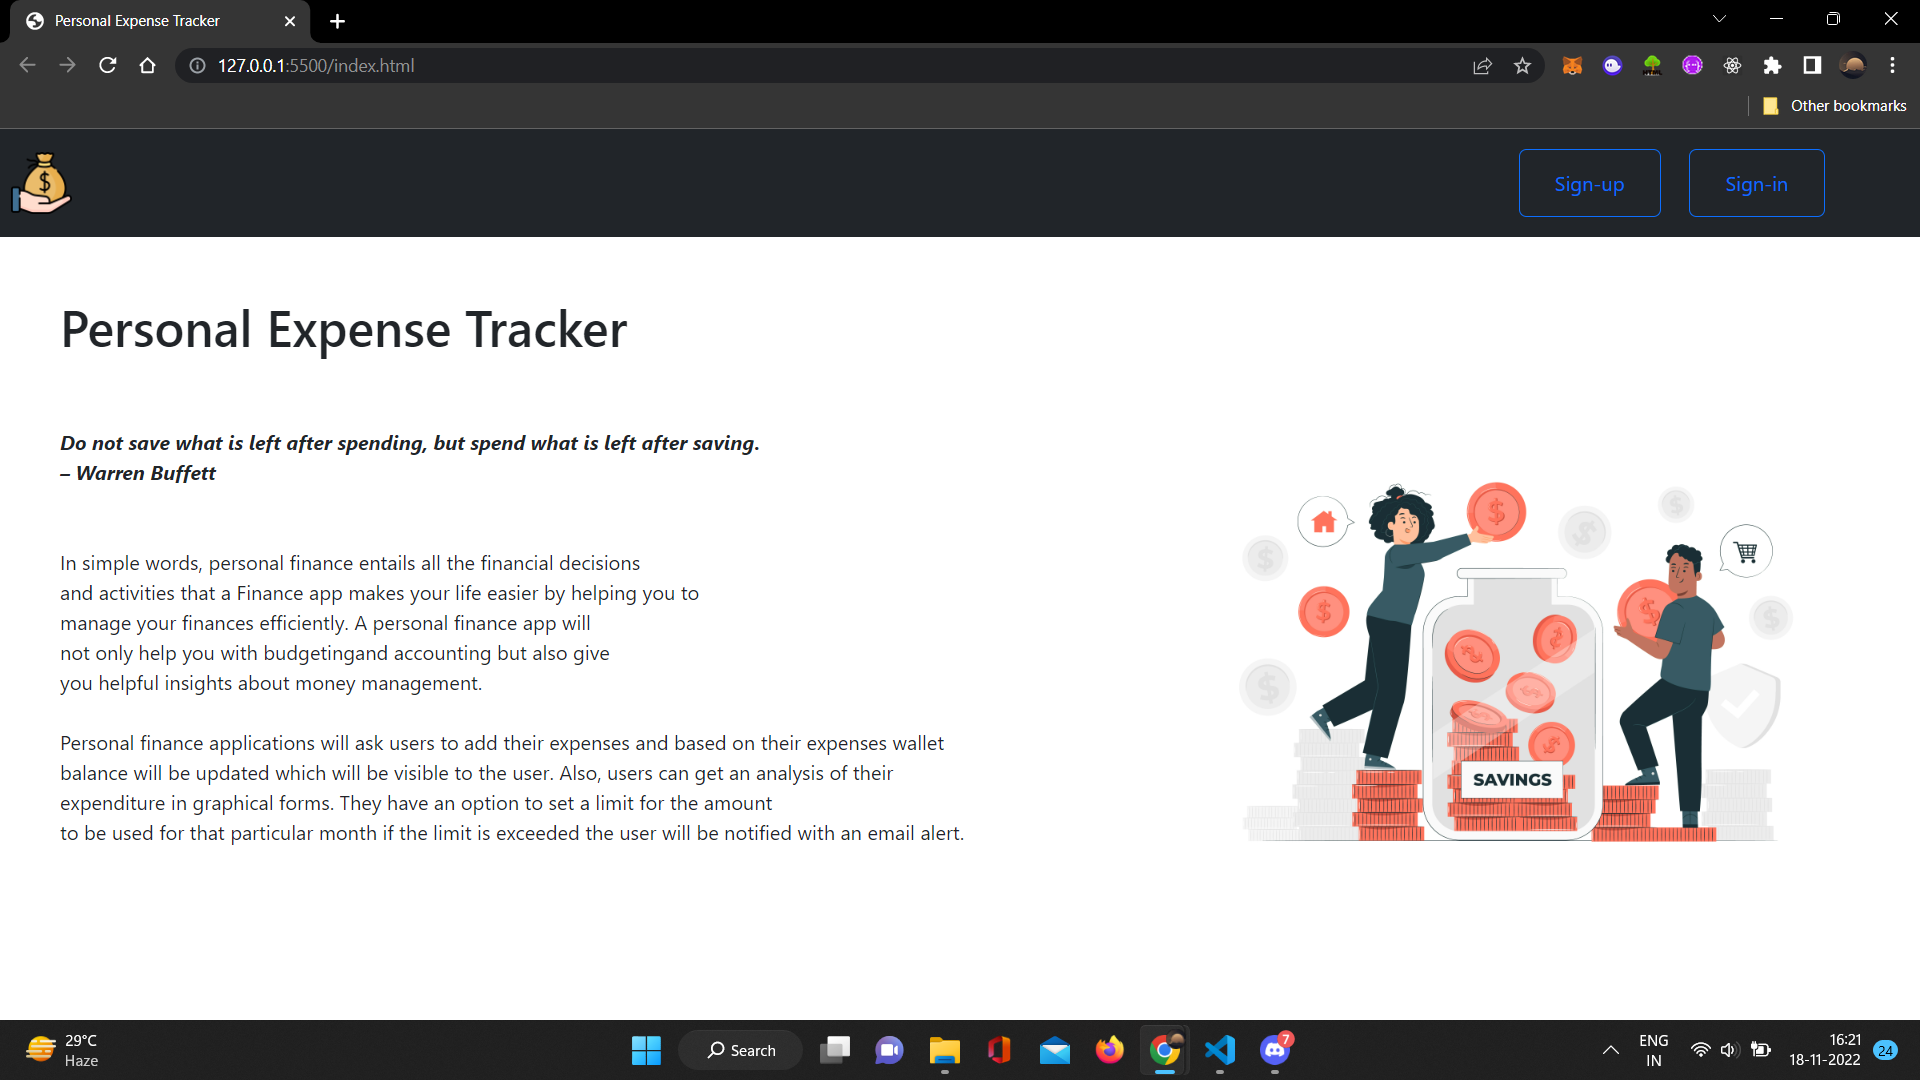 Personal Expense Tracker
127.0.0.1:5500/index.html
Other bookmarks
$
Sign-up
Sign-in
Personal Expense Tracker
Do not save what is left after spending, but spend what is left after saving.
– Warren Buffett
In simple words, personal finance entails all the financial decisions
and activities that a Finance app makes your life easier by helping you to
manage your finances efficiently. A personal finance app will
not only help you with budgetingand accounting but also give
you helpful insights about money management.
Personal finance applications will ask users to add their expenses and based on their expenses wallet
balance will be updated which will be visible to the user. Also, users can get an analysis of their
expenditure in graphical forms. They have an option to set a limit for the amount
to be used for that particular month if the limit is exceeded the user will be notified with an email alert.
SAVINGS
29°C
Haze
Search
7
ENG
IN
16:21
18-11-2022
24